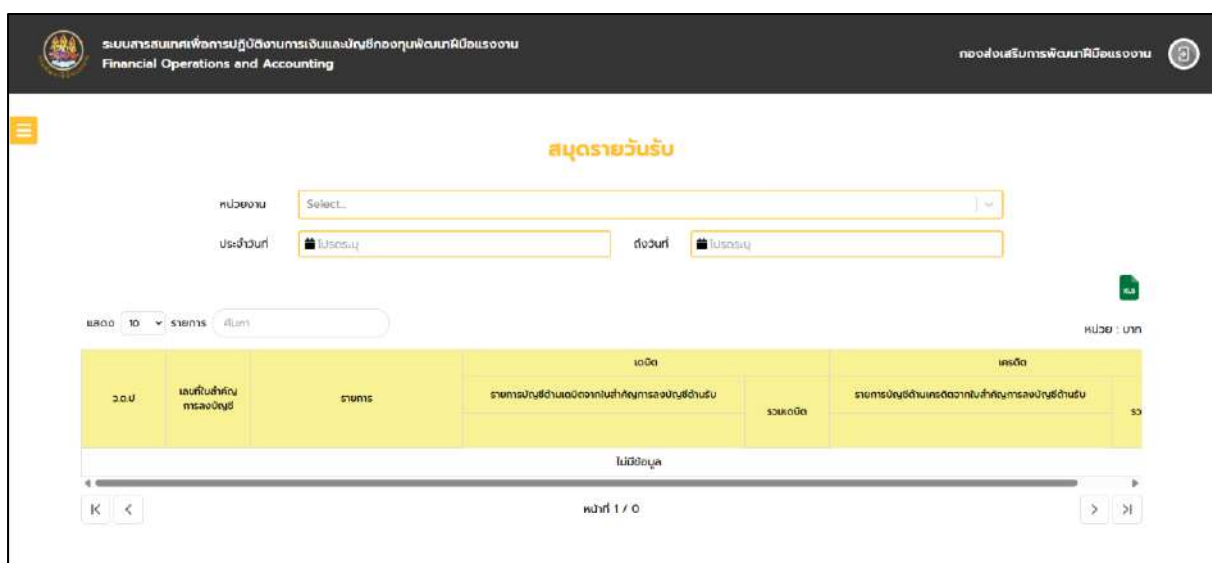 ระบบสารสนเทศเพื่อการปฏิบัติงานการเงินและบัญชีกองทุนพัฒนาฝีมือแรงงาน
Financial Operations and Accounting
กองส่งเสริมการพัฒนาฝีมือแรงงาน
สมุดรายวันรับ
หน่วยงาน Select...
ประจำวันที่ โปรดระบุ ถึงวันที่ โปรดระบุ
XLS
แสดง 10 รายการ ค้นหา
หน่วย : บาท
เดบิต เครดิต
ว.ด.ป เลขที่ใบสำคัญ รายการ รายการบัญชีด้านเดบิตจากใบสำคัญการลงบัญชีด้านรับ รวมเดบิต รายการบัญชีด้านเครดิตจากใบสำคัญการลงบัญชีด้านรับ รว
การลงบัญชี
ไม่มีข้อมูล
หน้าที่ 1 / 0